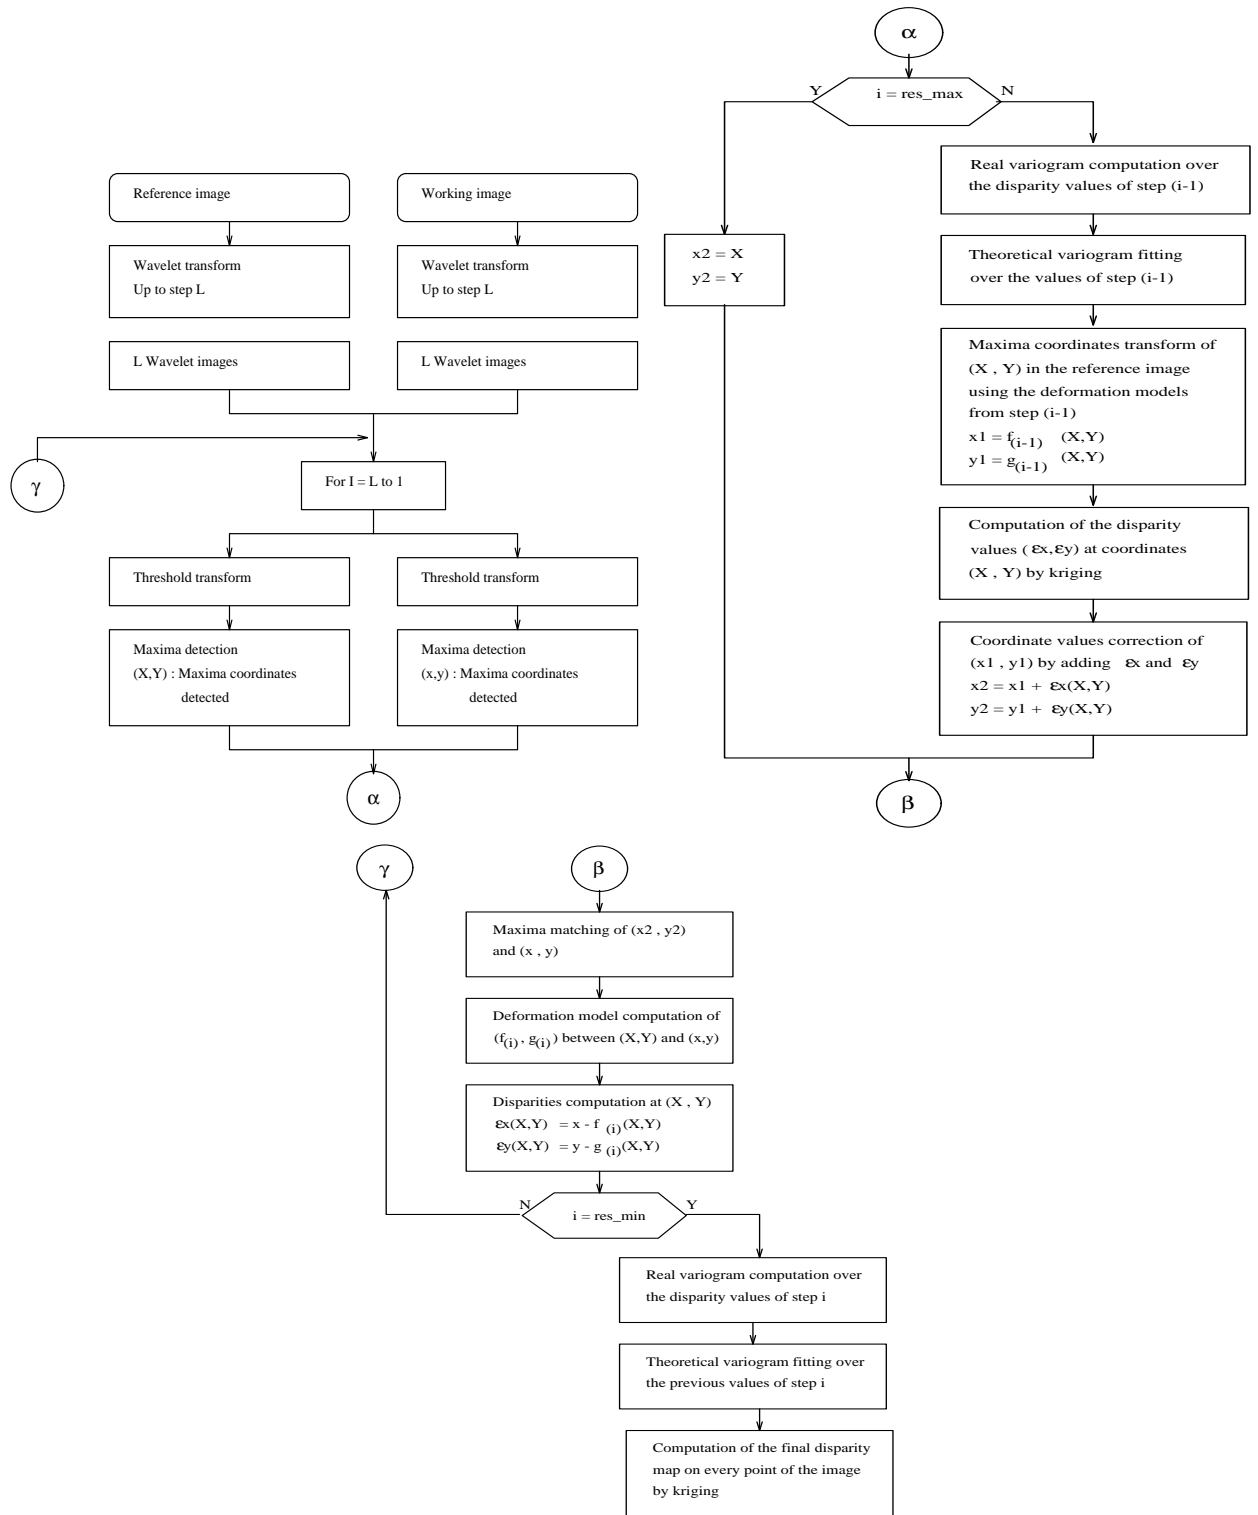 Reference image
Working image
Wavelet transform
Up to step L
Wavelet transform
Up to step L
L Wavelet images
L Wavelet images
γ
For I = L to 1
Threshold transform
Threshold transform
Maxima detection
(X,Y) : Maxima coordinates
detected
Maxima detection
(x,y) : Maxima coordinates
detected
α
α
Y
i = res_max
N
x2 = X
y2 = Y
Real variogram computation over
the disparity values of step (i-1)
Theoretical variogram fitting
over the values of step (i-1)
Maxima coordinates transform of
(X , Y) in the reference image
using the deformation models
from step (i-1)
x1 = f(i-1) (X,Y)
y1 = g(i-1) (X,Y)
Computation of the disparity
values ( εx,εy) at coordinates
(X , Y) by kriging
Coordinate values correction of
(x1 , y1) by adding εx and εy
x2 = x1 + εx(X,Y)
y2 = y1 + εy(X,Y)
β
γ
β
Maxima matching of (x2 , y2)
and (x , y)
Deformation model computation of
(f(i) , g(i) ) between (X,Y) and (x,y)
Disparities computation at (X , Y)
εx(X,Y) = x - f (i) (X,Y)
εy(X,Y) = y - g (i) (X,Y)
N
i = res_min
Y
Real variogram computation over
the disparity values of step i
Theoretical variogram fitting over
the previous values of step i
Computation of the final disparity
map on every point of the image
by kriging